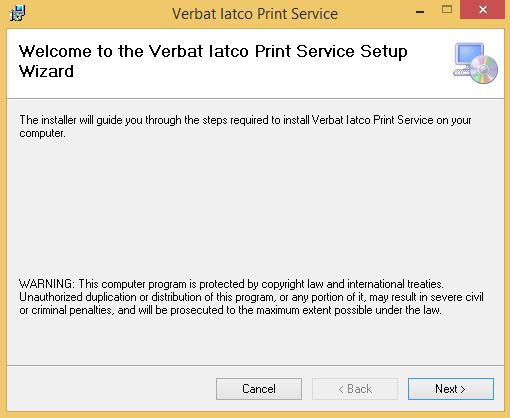 Verbat Iatco Print Service
Welcome to the Verbat Iatco Print Service Setup
Wizard
The installer will guide you through the steps required to install Verbat Iatco Print Service on your
computer.
WARNING: This computer program is protected by copyright law and international treaties.
Unauthorized duplication or distribution of this program, or any portion of it, may result in severe civil
or criminal penalties, and will be prosecuted to the maximum extent possible under the law.
Cancel
< Back
Next >